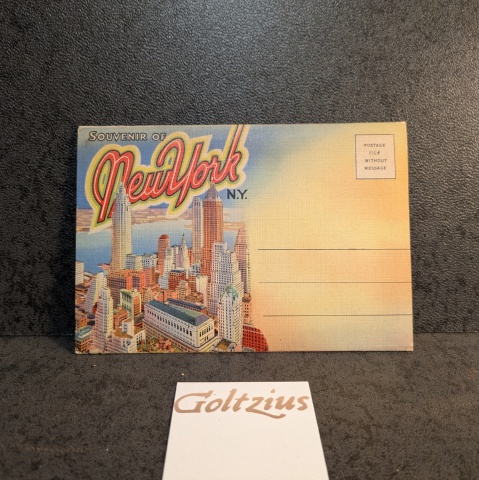 SOUVENIR OF
New York
N.Y.
POSTAGE
1½¢
WITHOUT
MESSAGE
Goltzius